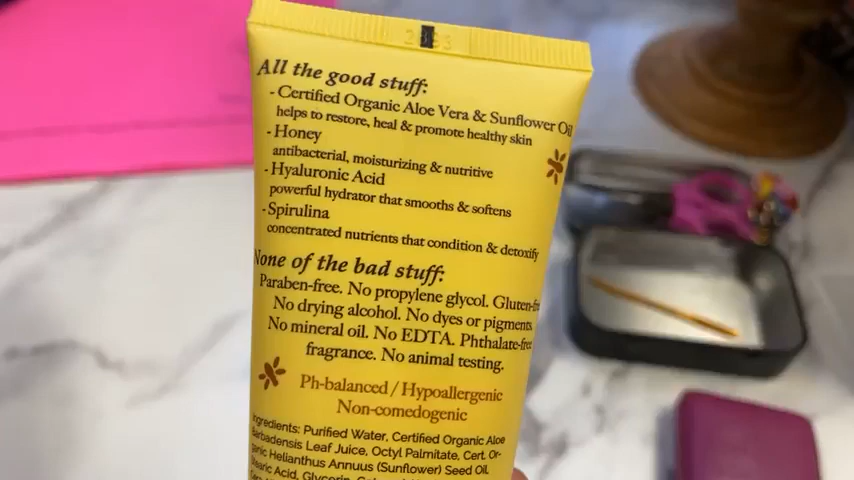 All the good stuff:
- Certified Organic Aloe Vera & Sunflower Oil
helps to restore, heal & promote healthy skin
- Honey
antibacterial, moisturizing & nutritive
- Hyaluronic Acid
powerful hydrator that smooths & softens
- Spirulina
concentrated nutrients that condition & detoxify
None of the bad stuff:
Paraben-free. No propylene glycol. Gluten-fr
No drying alcohol. No dyes or pigments.
No mineral oil. No EDTA. Phthalate-free
fragrance. No animal testing.
Ph-balanced / Hypoallergenic
Non-comedogenic
Ingredients: Purified Water, Certified Organic Aloe
Barbadensis Leaf Juice, Octyl Palmitate, Cert. Or-
ganic Helianthus Annuus (Sunflower) Seed Oil,
Stearic Acid, Glycerin,